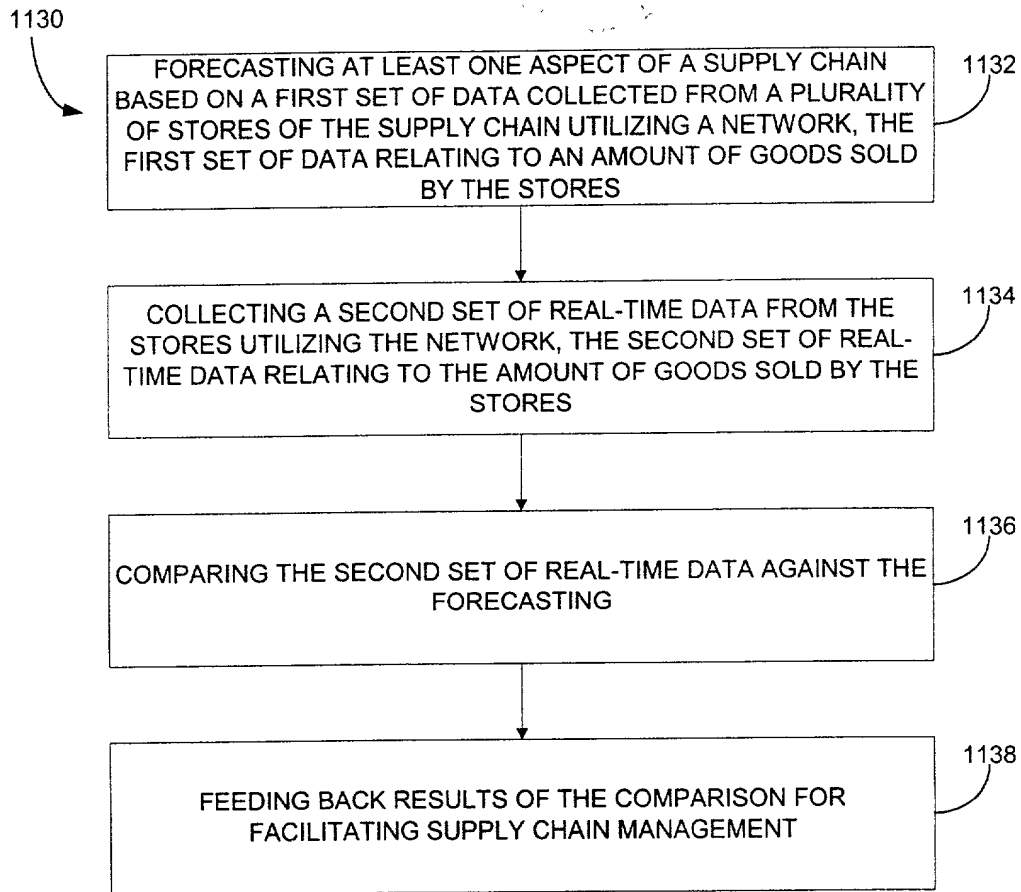 1130
FORECASTING AT LEAST ONE ASPECT OF A SUPPLY CHAIN
BASED ON A FIRST SET OF DATA COLLECTED FROM A PLURALITY
OF STORES OF THE SUPPLY CHAIN UTILIZING A NETWORK, THE
FIRST SET OF DATA RELATING TO AN AMOUNT OF GOODS SOLD
BY THE STORES
1132
COLLECTING A SECOND SET OF REAL-TIME DATA FROM THE
STORES UTILIZING THE NETWORK, THE SECOND SET OF REAL-
TIME DATA RELATING TO THE AMOUNT OF GOODS SOLD BY THE
STORES
1134
COMPARING THE SECOND SET OF REAL-TIME DATA AGAINST THE
FORECASTING
1136
FEEDING BACK RESULTS OF THE COMPARISON FOR
FACILITATING SUPPLY CHAIN MANAGEMENT
1138